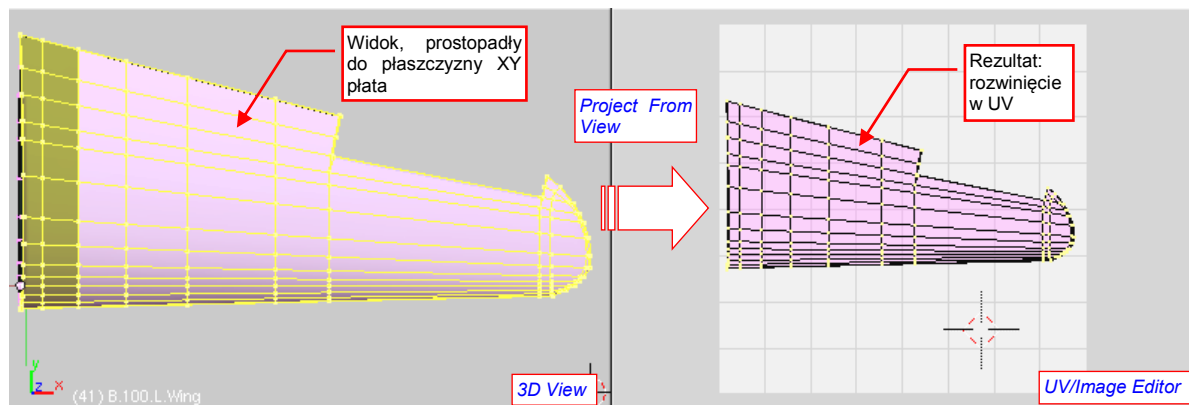 Widok, prostopadły
do płaszczyzny XY
płata
Project From
View
Rezultat:
rozwinięcie
w UV
y
z x
(41) B.100.L.Wing
3D View
UV/Image Editor